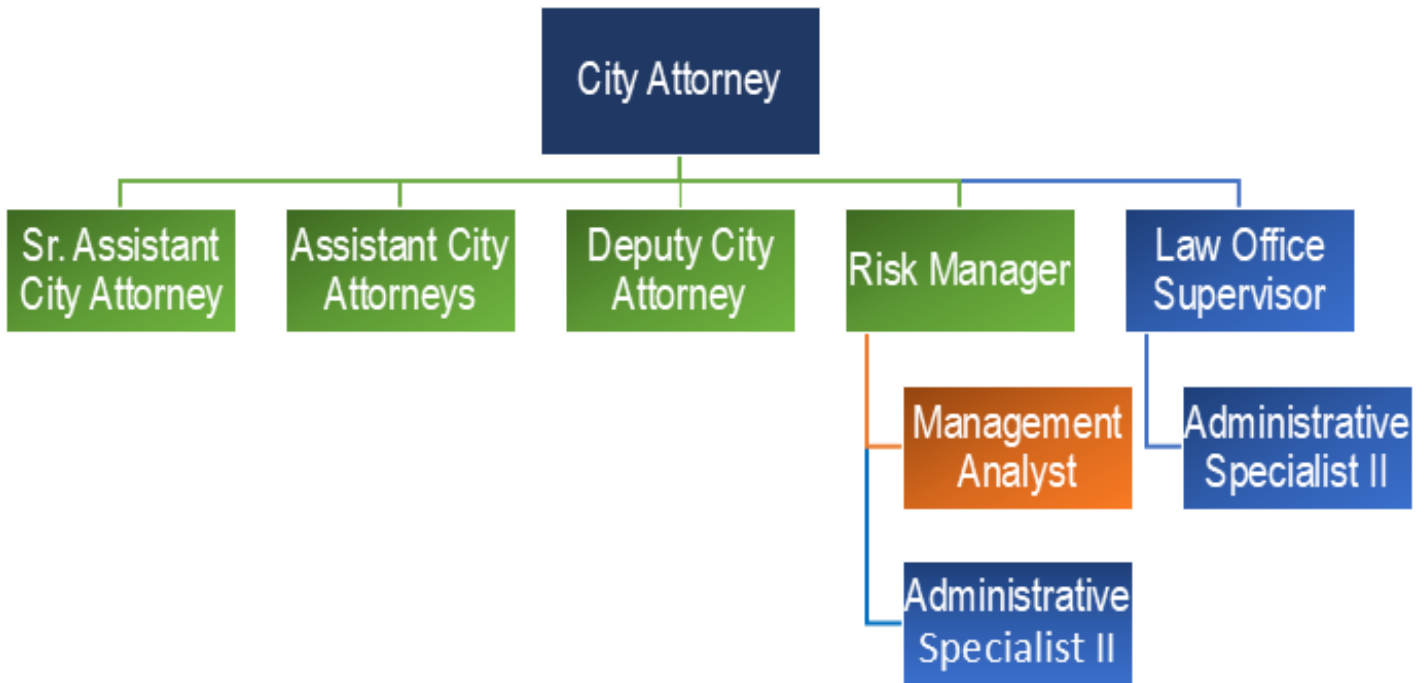 City Attorney
Sr. Assistant
City Attorney
Assistant City
Attorneys
Deputy City
Attorney
Risk Manager
Law Office
Supervisor
Management
Analyst
Administrative
Specialist II
Administrative
Specialist II